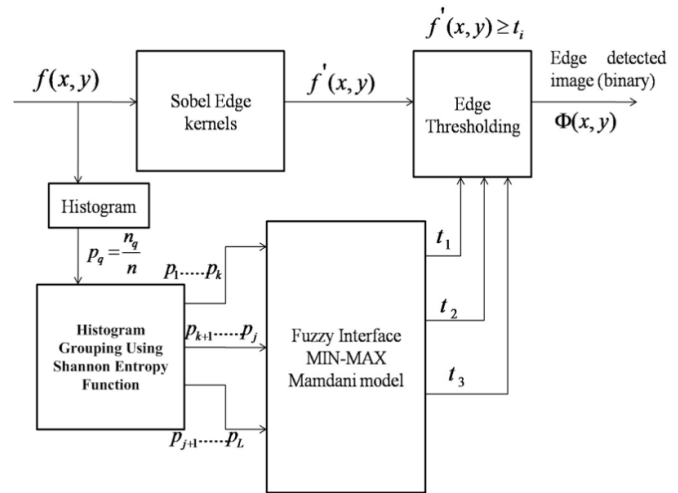 f'(x,y)≥t_i
f(x,y)
Sobel Edge
kernels
f'(x,y)
Edge
Thresholding
Edge detected
image (binary)
Φ(x,y)
Histogram
p_q = n_q/n
p_1.....p_k
t_1
Histogram
Grouping Using
Shannon Entropy
Function
p_{k+1}......p_j
Fuzzy Interface
MIN-MAX
Mamdani model
t_2
t_3
p_{j+1}......p_L